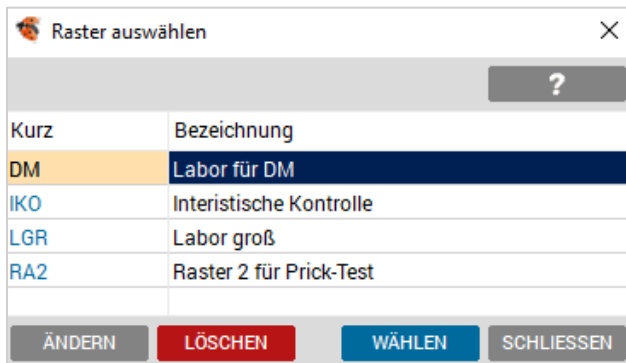 Raster auswählen
?
Kurz Bezeichnung
DM Labor für DM
IKO Interistische Kontrolle
LGR Labor groß
RA2 Raster 2 für Prick-Test
ÄNDERN LÖSCHEN WÄHLEN SCHLIESSEN